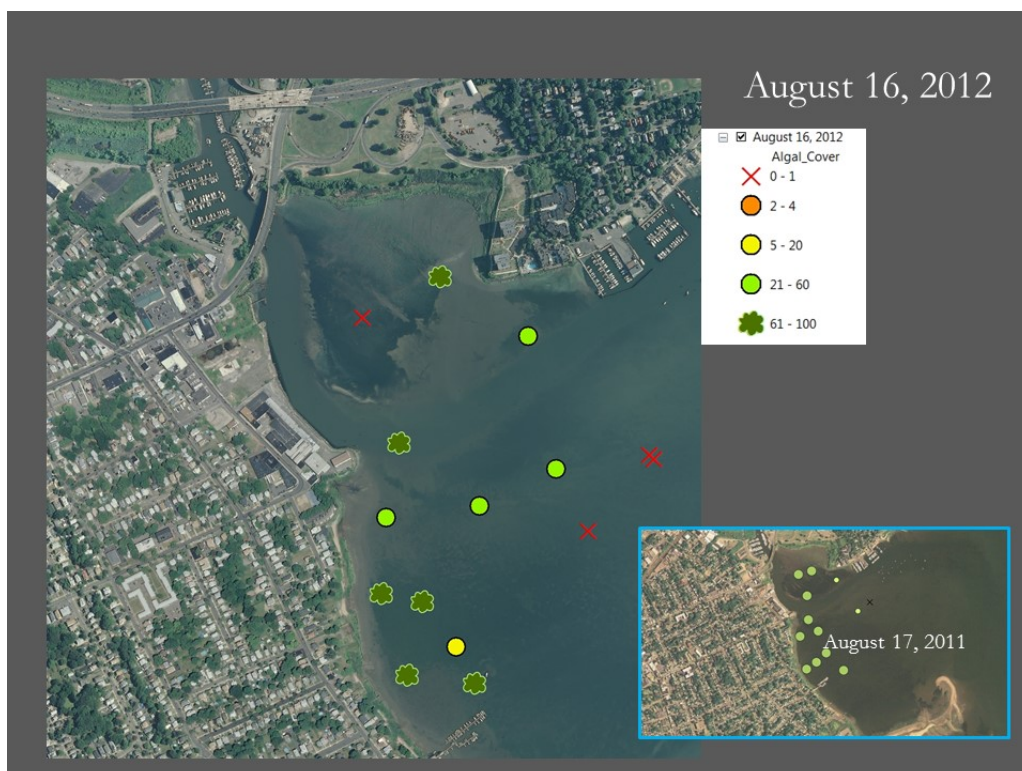 August 16, 2012
August 16, 2012
Algal_Cover
0 - 1
2 - 4
5 - 20
21 - 60
61 - 100
August 17, 2011